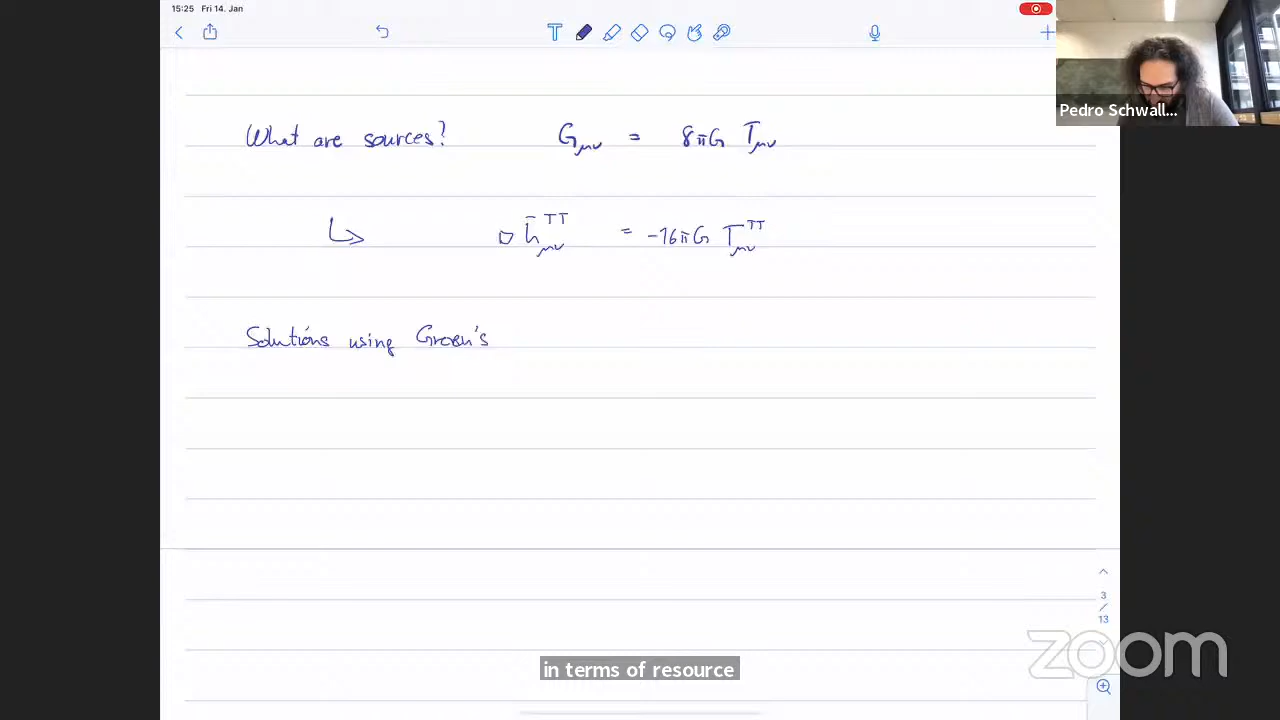 15:25 Fri 14. Jan
Pedro Schwall...
What are sources? G_μν = 8πG T_μν
↳ □ h̄_μν^TT = -16πG T_μν^TT
Solutions using Green's
3
/
13
zoom
in terms of resource